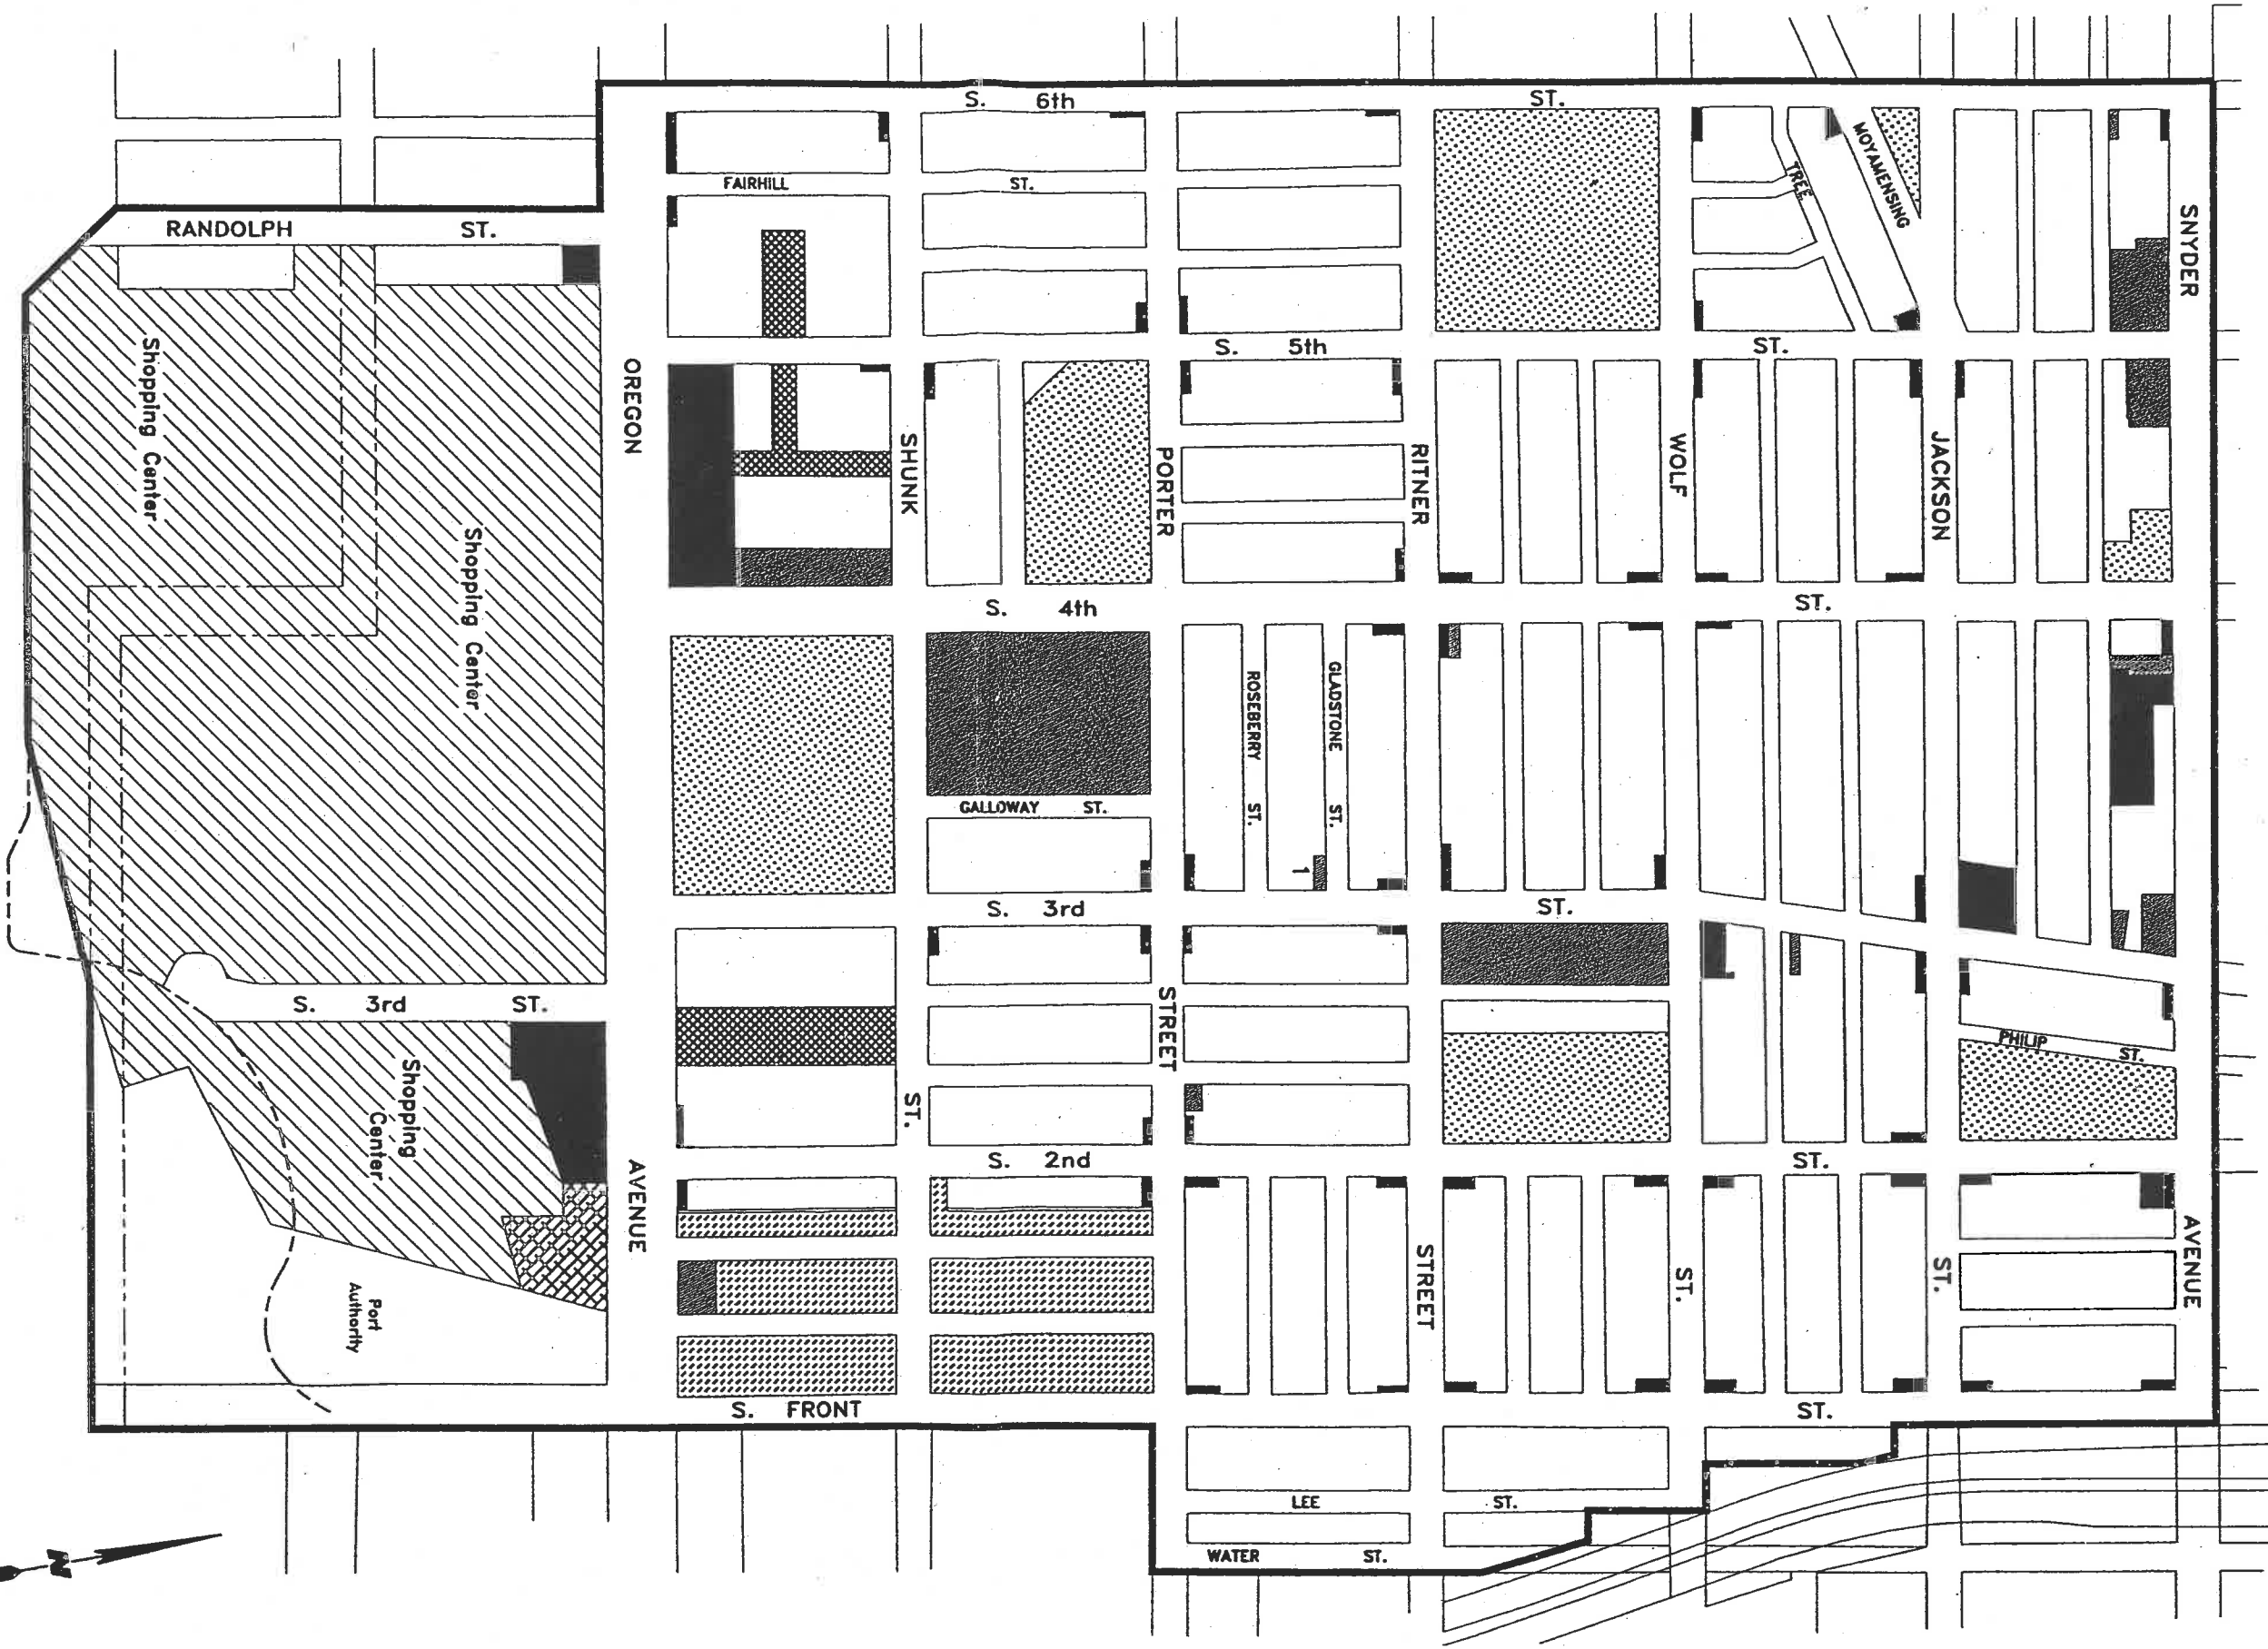 S. 6th ST.
FAIRHILL ST.
TREE
MOYAMENSING
SNYDER
RANDOLPH ST.
S. 5th ST.
OREGON
SHUNK
PORTER
RITNER
WOLF
JACKSON
Shopping Center
Shopping Center
S. 4th ST.
ROSEBERRY ST.
GLADSTONE ST.
GALLOWAY ST.
1
S. 3rd ST.
S. 3rd ST.
STREET
PHILIP ST.
Shopping
Center
ST.
S. 2nd ST.
AVENUE
STREET
ST.
ST.
AVENUE
Port
Authority
S. FRONT ST.
LEE ST.
WATER ST.
N